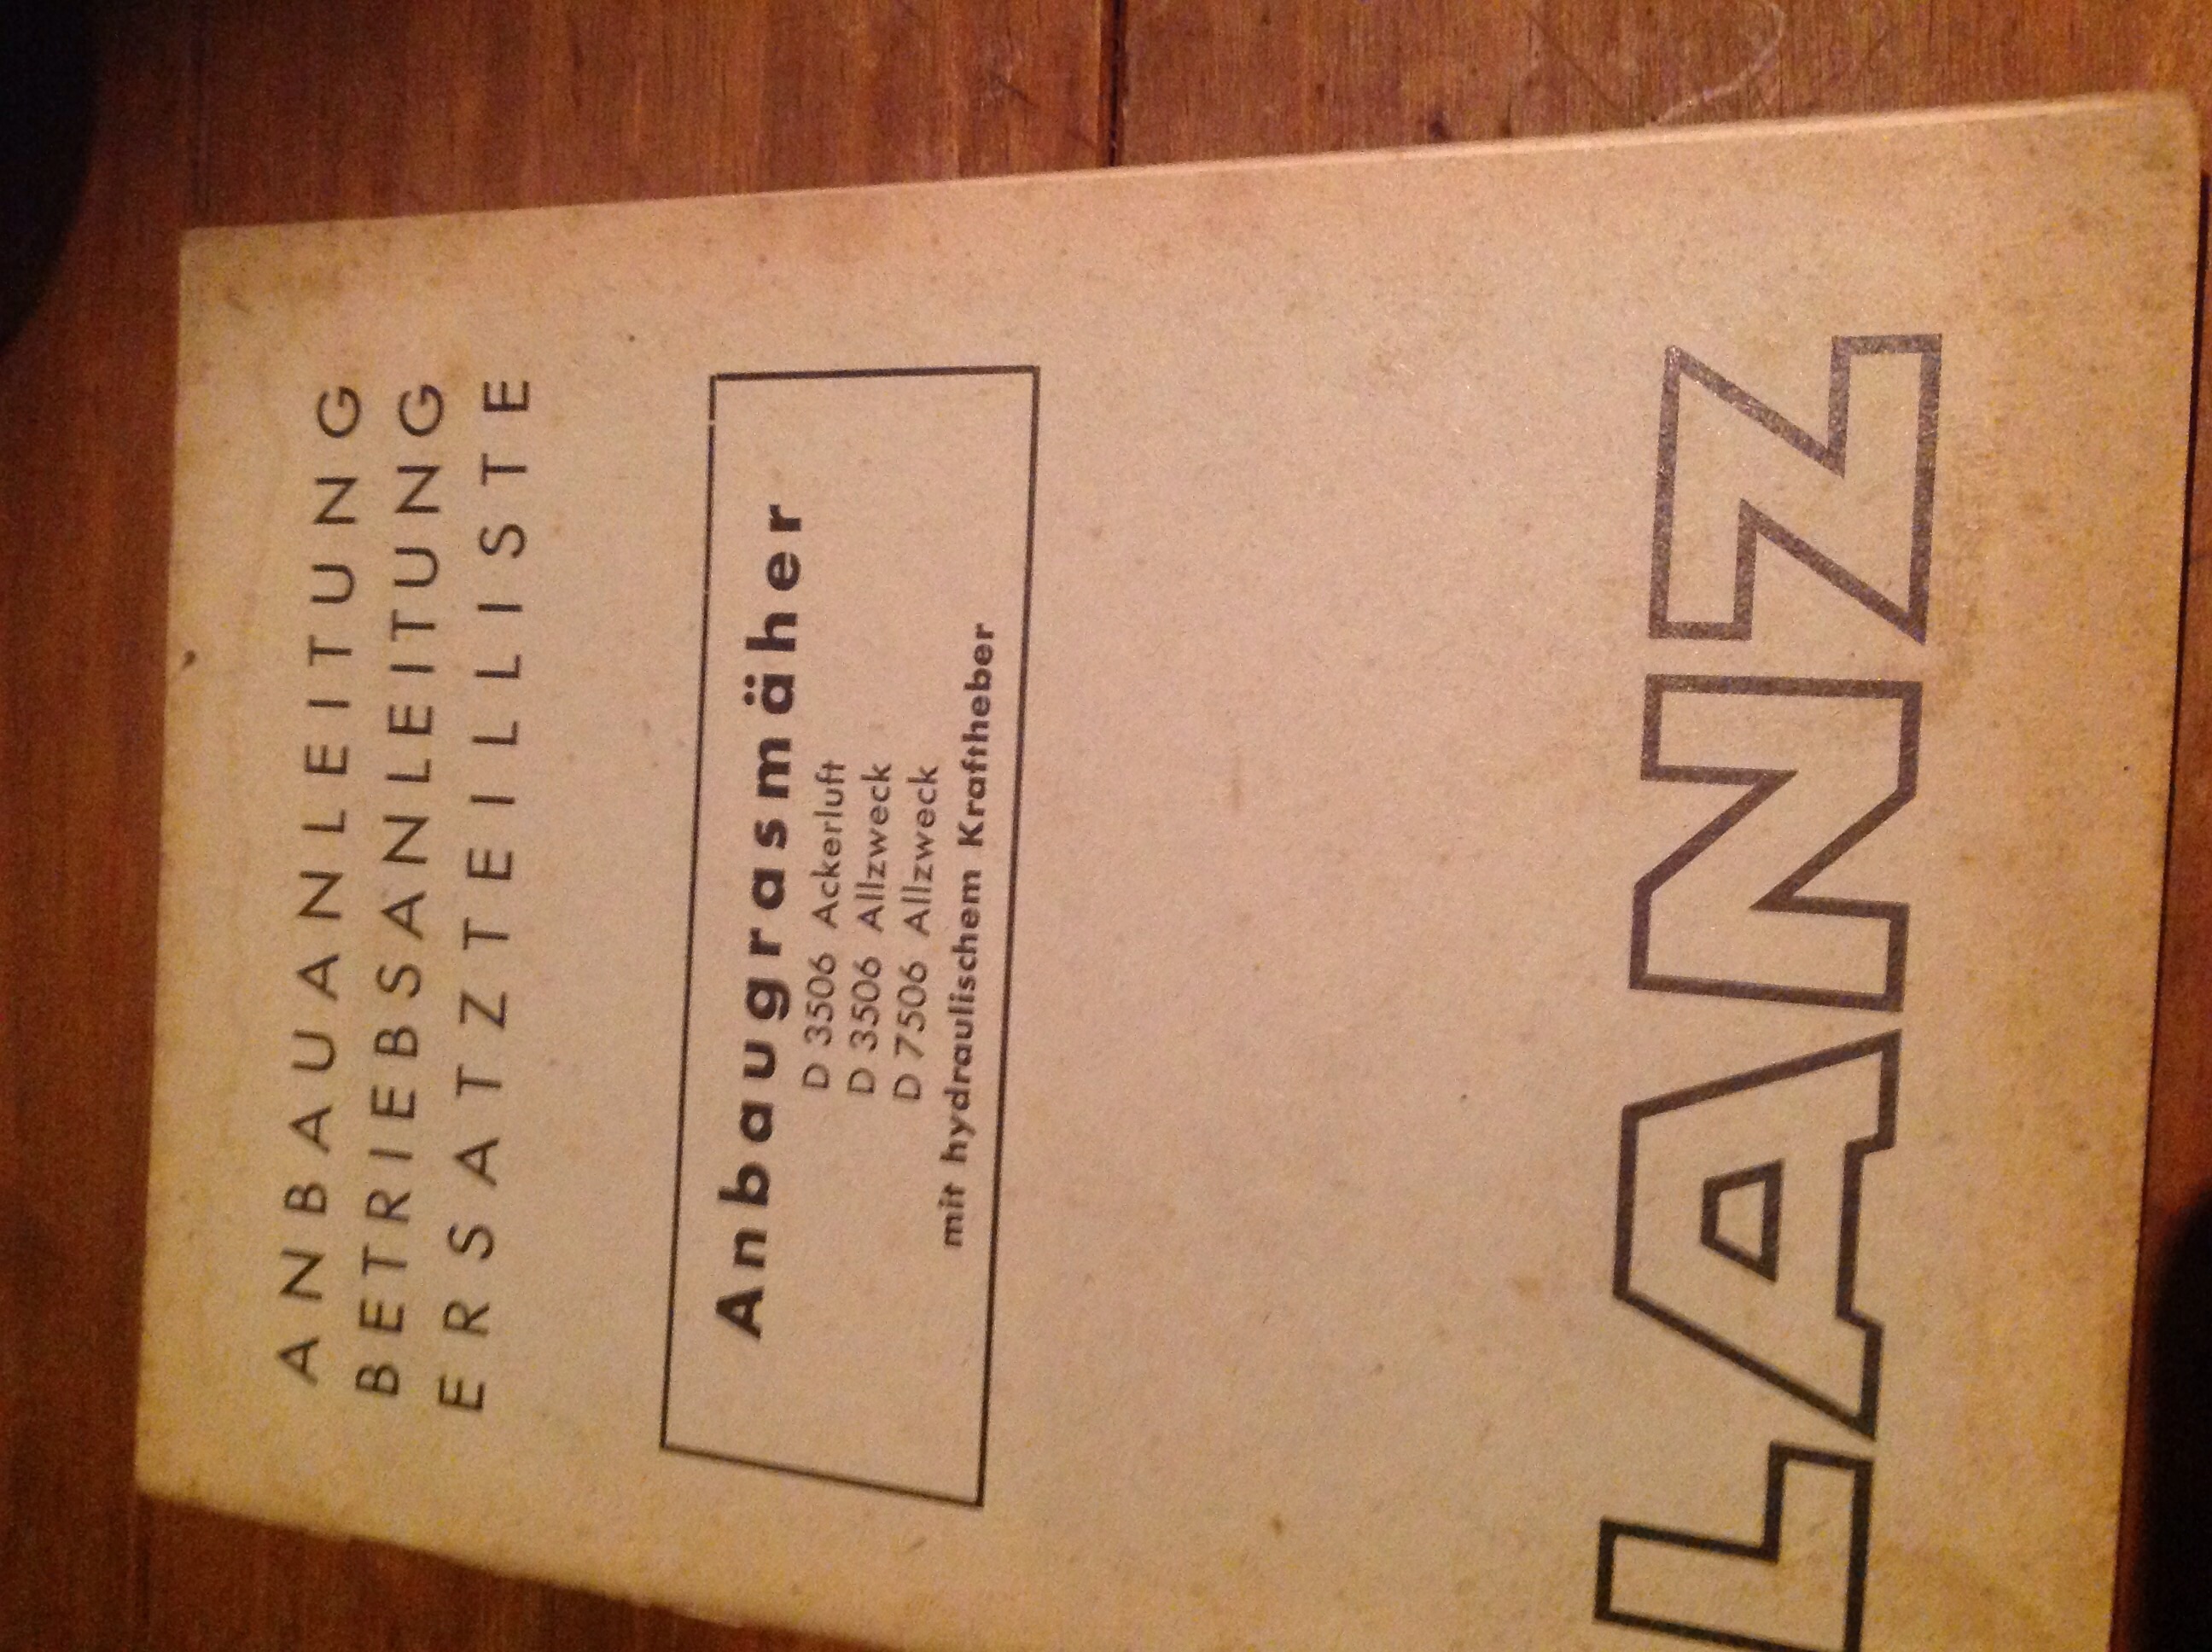 ANBAUANLEITUNG
BETRIEBSANLEITUNG
ERSATZTEILLISTE
Anbaugrasmäher
D 3506 Ackerluft
D 3506 Allzweck
D 7506 Allzweck
mit hydraulischem Kraftheber
LANZ